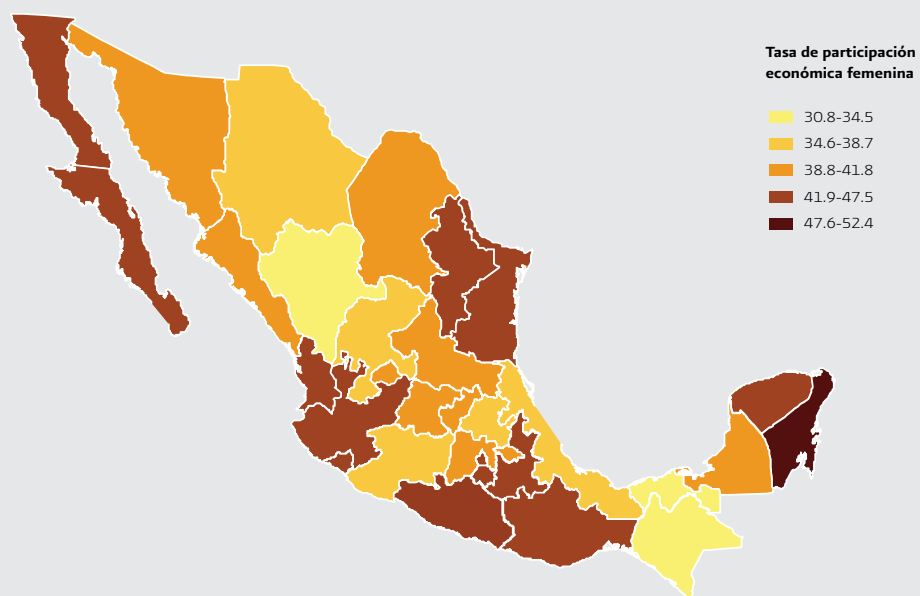 Tasa de participación
económica femenina
30.8-34.5
34.6-38.7
38.8-41.8
41.9-47.5
47.6-52.4